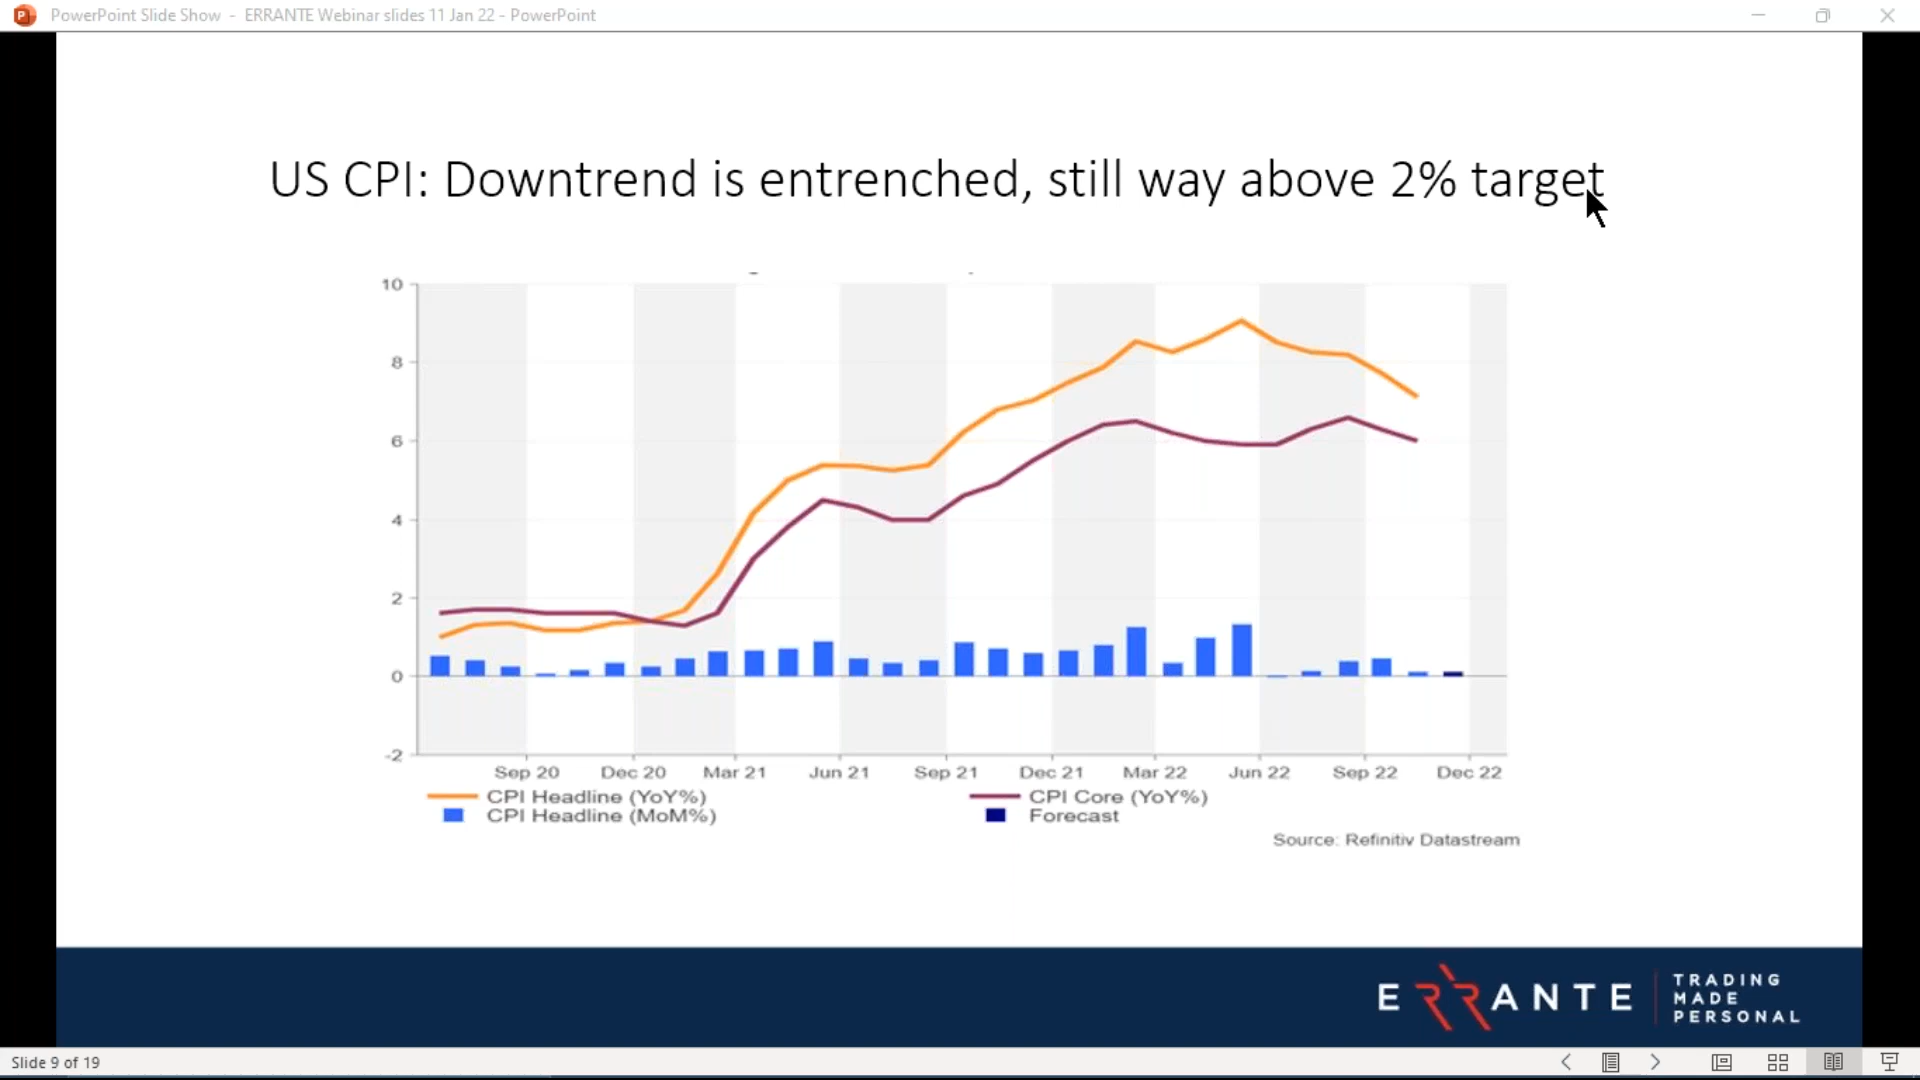 PowerPoint Slide Show - ERRANTE Webinar slides 11 Jan 22 - PowerPoint
US CPI: Downtrend is entrenched, still way above 2% target
10
8
6
4
2
0
-2
Sep 20 Dec 20 Mar 21 Jun 21 Sep 21 Dec 21 Mar 22 Jun 22 Sep 22 Dec 22
CPI Headline (YoY%) CPI Core (YoY%)
CPI Headline (MoM%) Forecast
Source: Refinitiv Datastream
ERRANTE
TRADING
MADE
PERSONAL
Slide 9 of 19